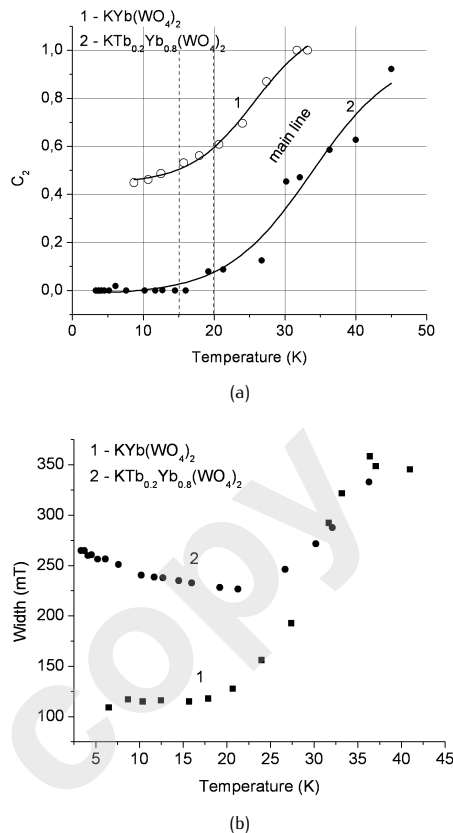 1 - KYb(WO₄)₂
2 - KTb₀.₂Yb₀.₈(WO₄)₂
1,0
0,8
0,6
0,4
0,2
0,0
C₂
1
2
main line
0 10 20 30 40 50
Temperature (K)
(a)
1 - KYb(WO₄)₂
2 - KTb₀.₂Yb₀.₈(WO₄)₂
350
300
250
200
150
100
Width (mT)
2
1
5 10 15 20 25 30 35 40 45
Temperature (K)
(b)
copy